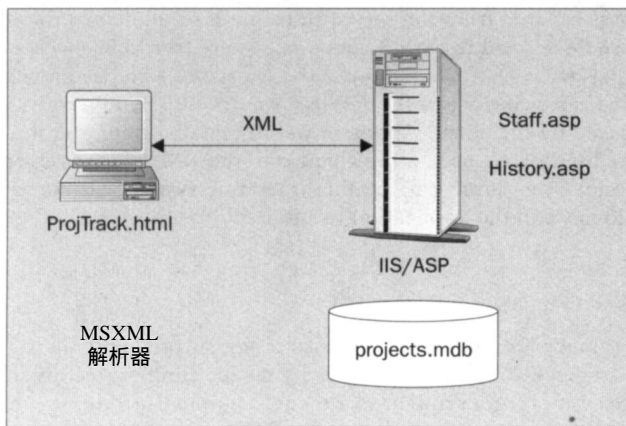 XML
Staff.asp
History.asp
ProjTrack.html
IIS/ASP
MSXML
解析器
projects.mdb